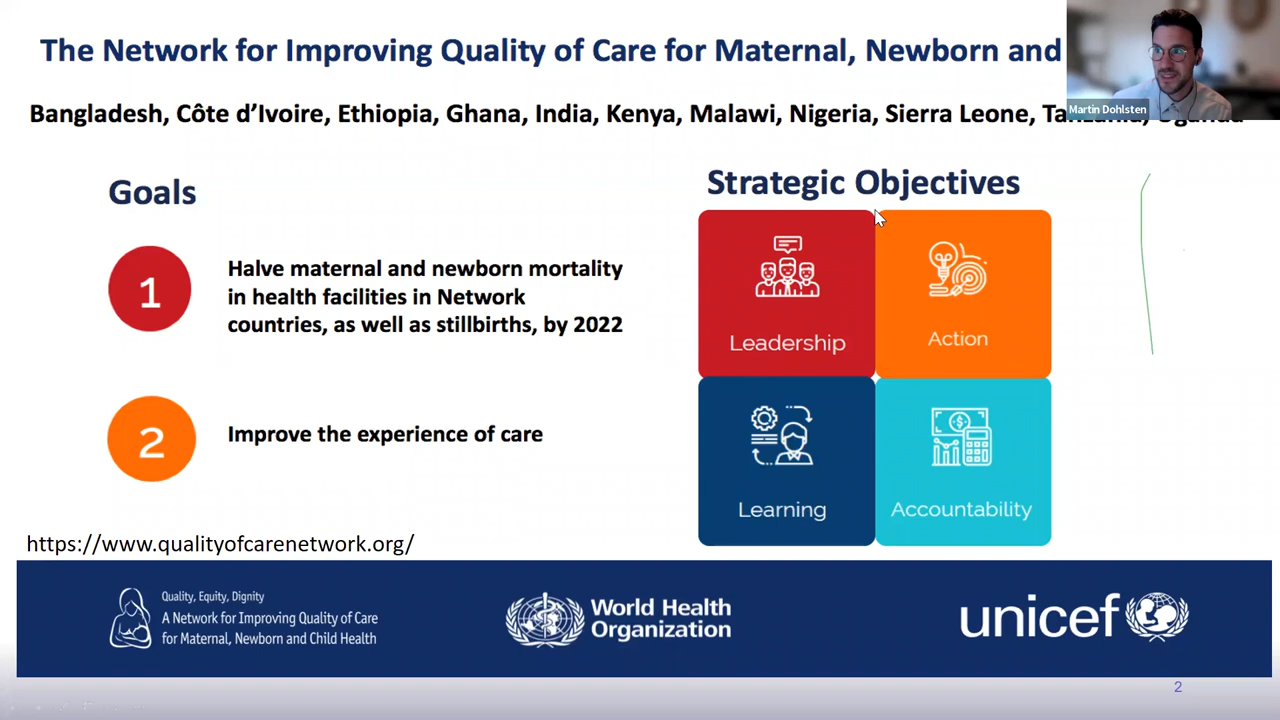 The Network for Improving Quality of Care for Maternal, Newborn and
Martin Dohlsten
Bangladesh, Côte d’Ivoire, Ethiopia, Ghana, India, Kenya, Malawi, Nigeria, Sierra Leone, Tanzania, Uganda
Goals
1
Halve maternal and newborn mortality
in health facilities in Network
countries, as well as stillbirths, by 2022
2
Improve the experience of care
Strategic Objectives
Leadership
Action
Learning
Accountability
https://www.qualityofcarenetwork.org/
Quality, Equity, Dignity
A Network for Improving Quality of Care
for Maternal, Newborn and Child Health
World Health
Organization
unicef
2